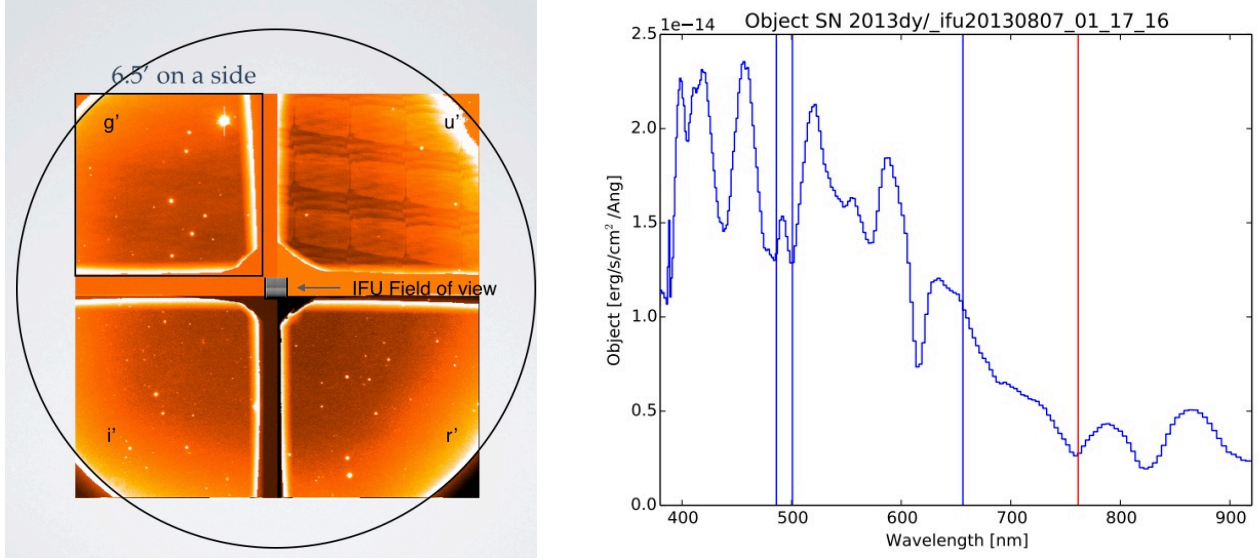 6.5’ on a side
g’
u’
IFU Field of view
i’
r’
1e−14
Object SN 2013dy/_ifu20130807_01_17_16
2.5
2.0
1.5
1.0
0.5
0.0
Object [erg/s/cm² /Ang]
400 500 600 700 800 900
Wavelength [nm]